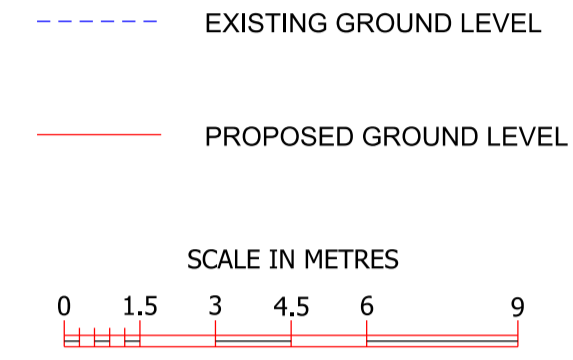 EXISTING GROUND LEVEL
PROPOSED GROUND LEVEL
SCALE IN METRES
0 1.5 3 4.5 6 9